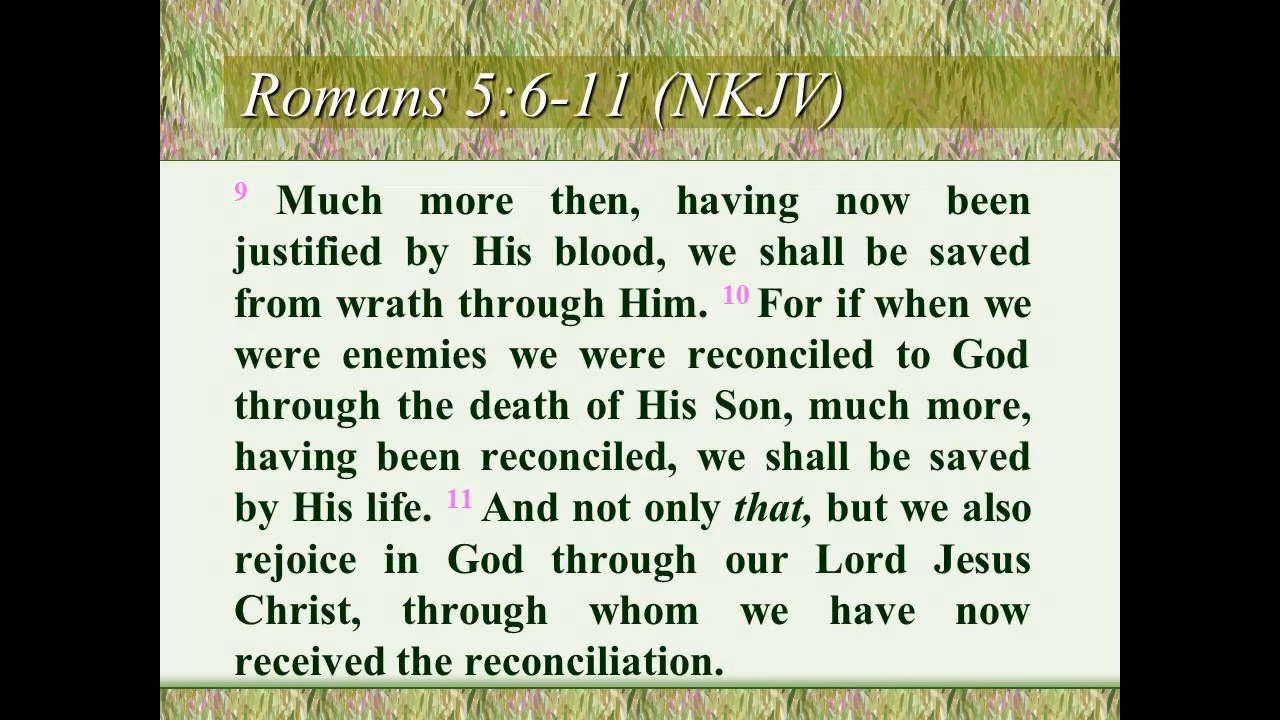 Romans 5:6-11 (NKJV)
9 Much more then, having now been
justified by His blood, we shall be saved
from wrath through Him. 10 For if when we
were enemies we were reconciled to God
through the death of His Son, much more,
having been reconciled, we shall be saved
by His life. 11 And not only that, but we also
rejoice in God through our Lord Jesus
Christ, through whom we have now
received the reconciliation.